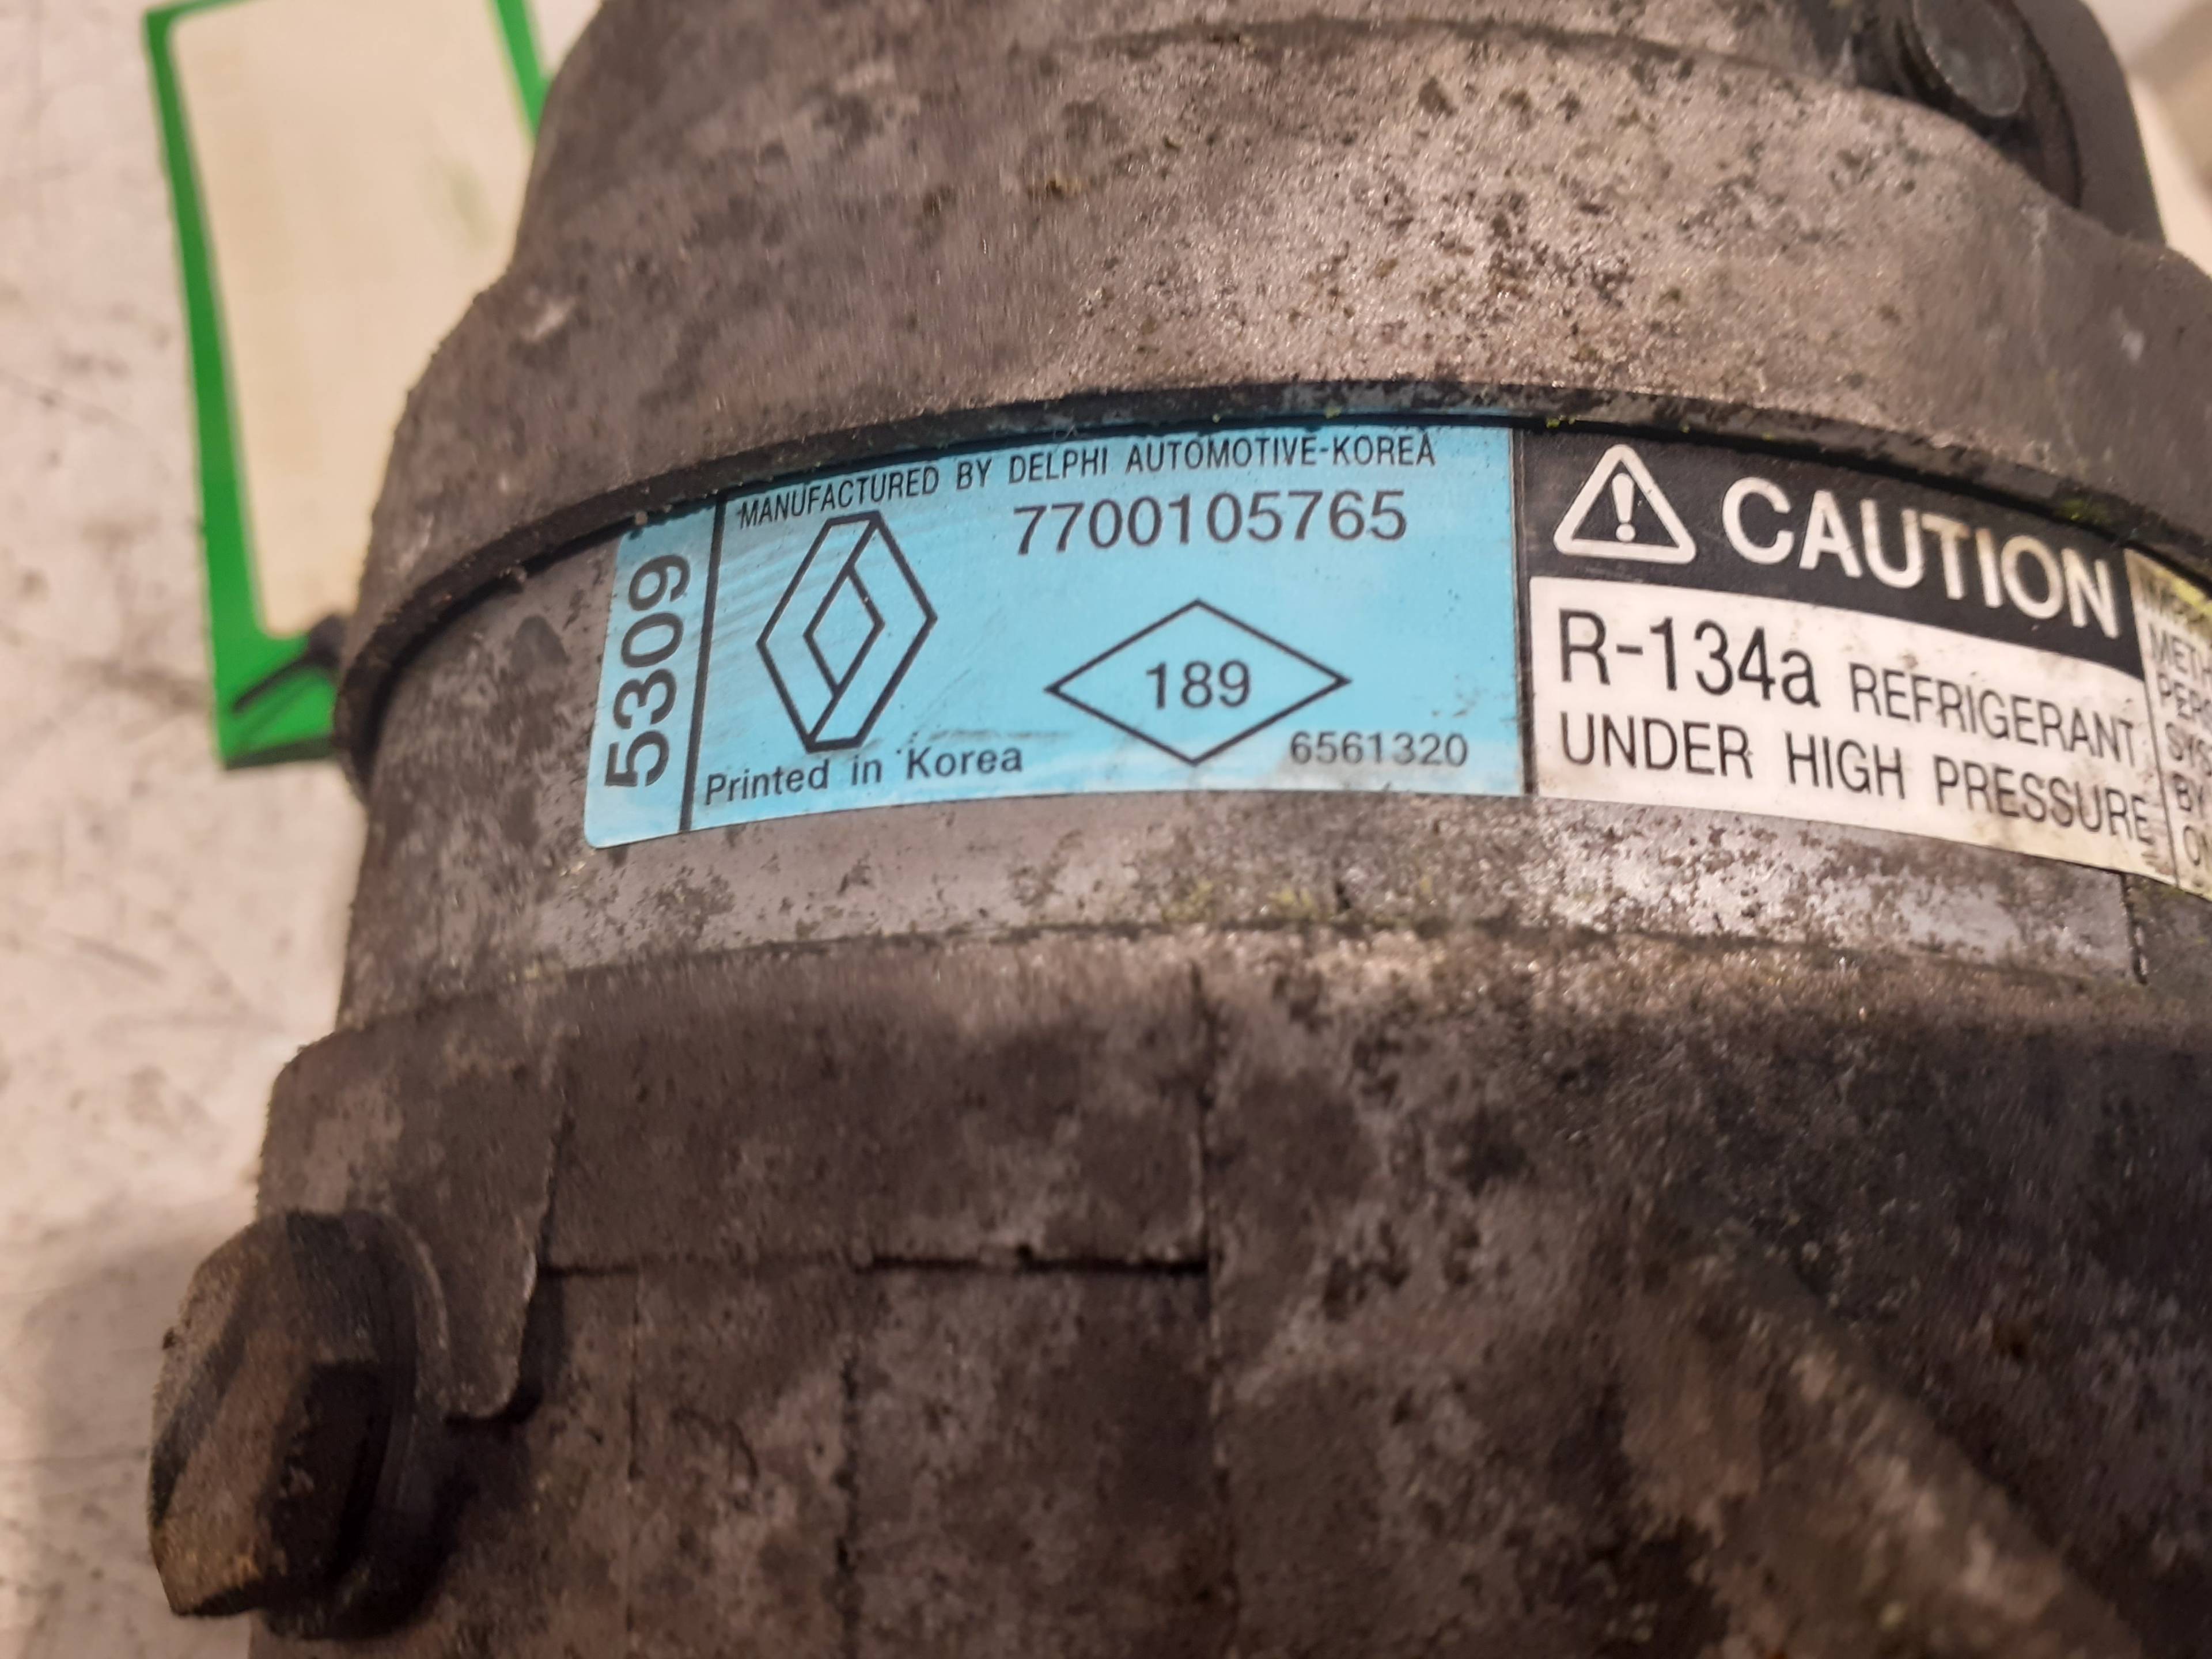 5309
MANUFACTURED BY DELPHI AUTOMOTIVE-KOREA
7700105765
189
Printed in Korea
6561320
CAUTION
R-134a REFRIGERANT
UNDER HIGH PRESSURE